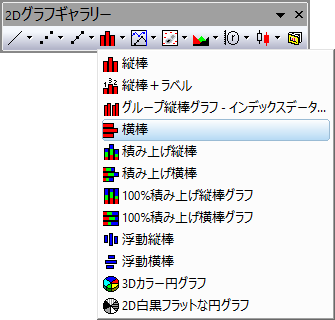 2Dグラフギャラリー
縦棒
縦棒＋ラベル
グループ縦棒グラフ - インデックスデータ...
横棒
積み上げ縦棒
積み上げ横棒
100%積み上げ縦棒グラフ
100%積み上げ横棒グラフ
浮動縦棒
浮動横棒
3Dカラー円グラフ
2D白黒フラットな円グラフ